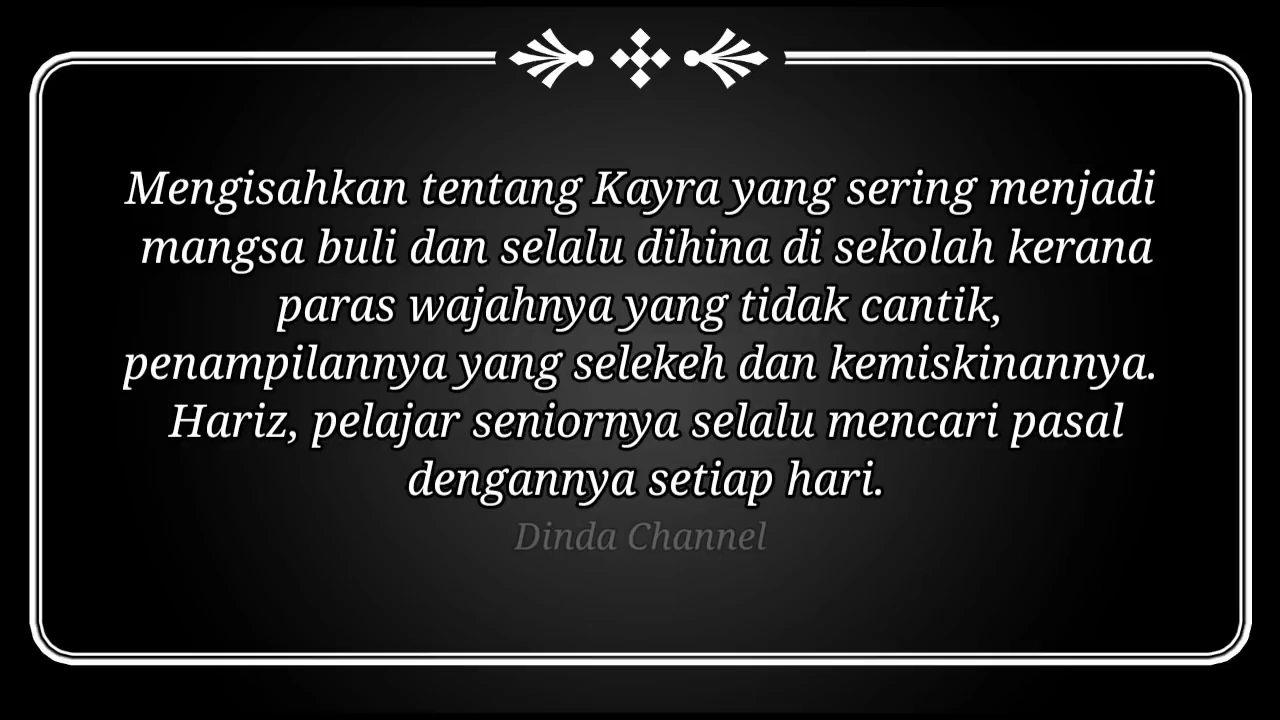 Mengisahkan tentang Kayra yang sering menjadi
mangsa buli dan selalu dihina di sekolah kerana
paras wajahnya yang tidak cantik,
penampilannya yang selekeh dan kemiskinannya.
Hariz, pelajar seniornya selalu mencari pasal
dengannya setiap hari.
Dinda Channel